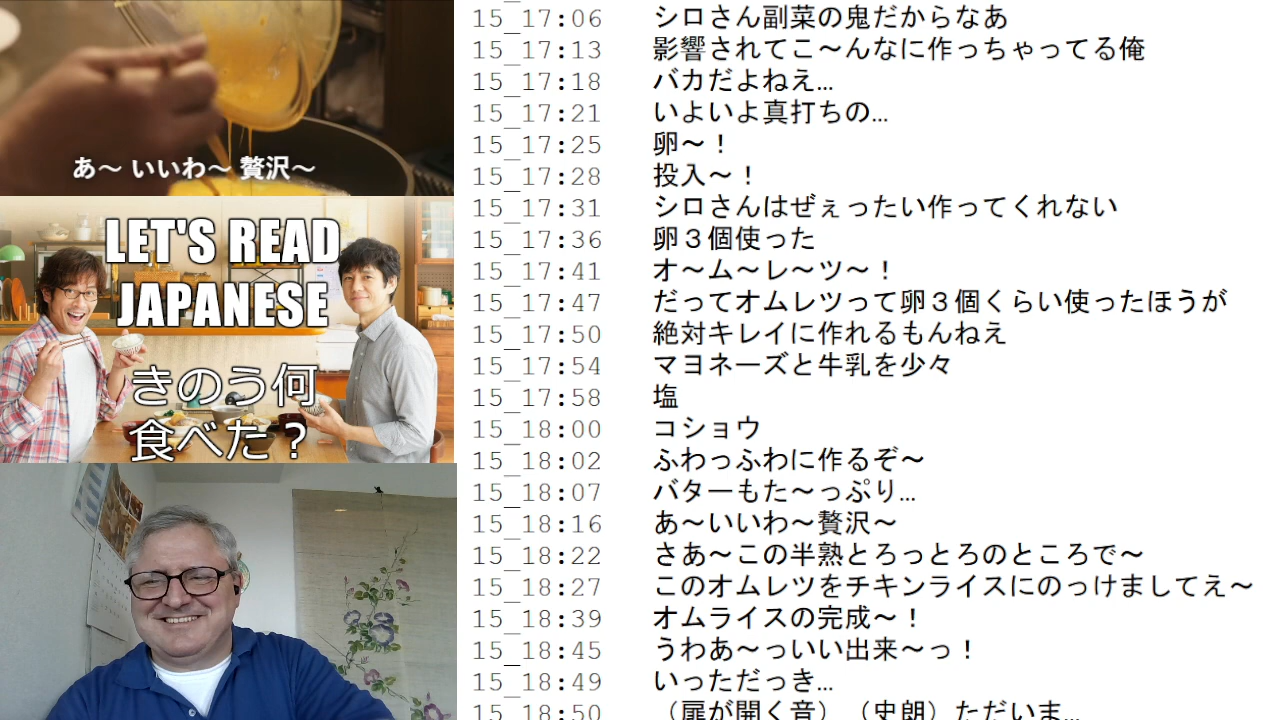 あ～ いいわ～ 贅沢～
LET'S READ
JAPANESE
きのう何
食べた？
15_17:06 シロさん副菜の鬼だからなあ
15_17:13 影響されてこ～んなに作っちゃってる俺
15_17:18 バカだよねえ…
15_17:21 いよいよ真打ちの…
15_17:25 卵～！
15_17:28 投入～！
15_17:31 シロさんはぜぇったい作ってくれない
15_17:36 卵３個使った
15_17:41 オ～ム～レ～ツ～！
15_17:47 だってオムレツって卵３個くらい使ったほうが
15_17:50 絶対キレイに作れるもんねえ
15_17:54 マヨネーズと牛乳を少々
15_17:58 塩
15_18:00 コショウ
15_18:02 ふわっふわに作るぞ～
15_18:07 バターもた～っぷり…
15_18:16 あ～いいわ～贅沢～
15_18:22 さあ～この半熟とろっとろのところで～
15_18:27 このオムレツをチキンライスにのっけましてえ～
15_18:39 オムライスの完成～！
15_18:45 うわあ～っいい出来～っ！
15_18:49 いっただっき…
15_18:50 （扉が開く音）（史朗）ただいま…